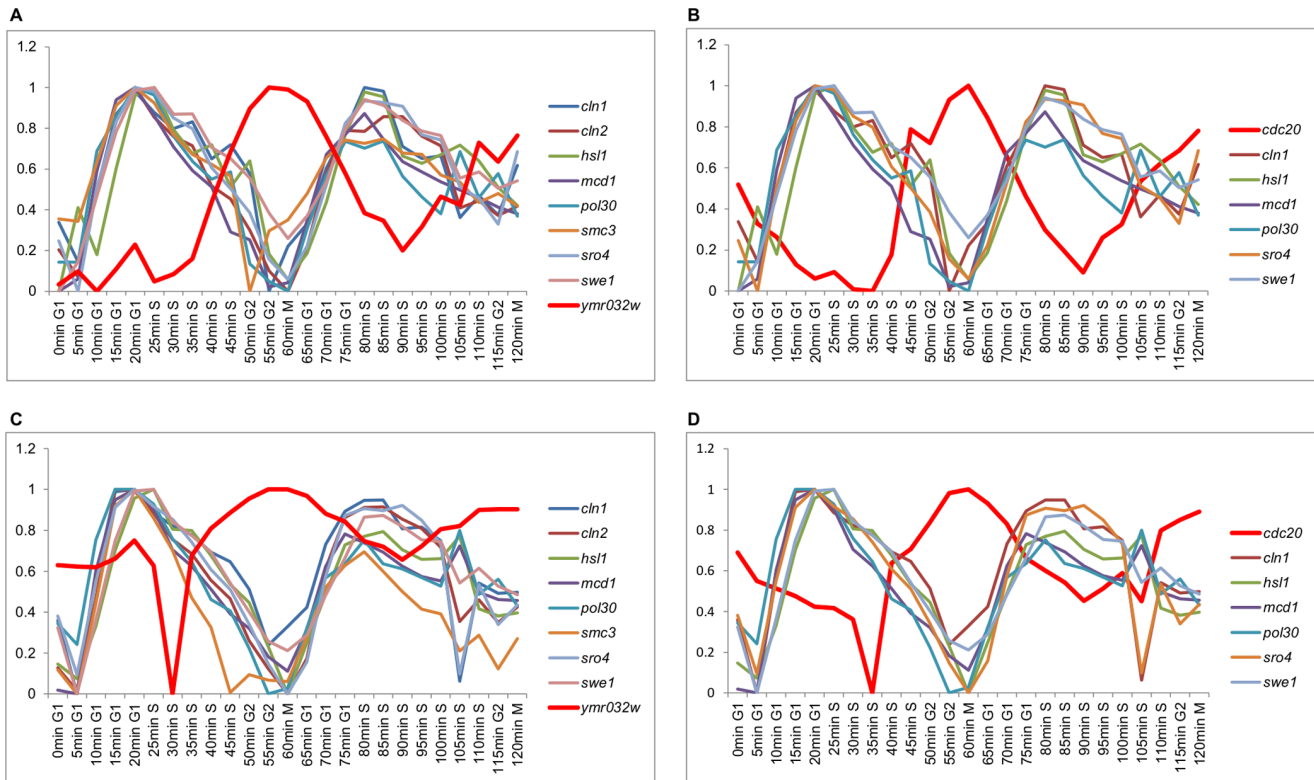 A
1.2
1
0.8
0.6
0.4
0.2
0
0min G1
5min G1
10min G1
15min G1
20min G1
25min S
30min S
35min S
40min S
45min S
50min G2
55min G2
60min M
65min G1
70min G1
75min G1
80min S
85min S
90min S
95min S
100min S
105min S
110min S
115min G2
120min M
cln1
cln2
hsl1
mcd1
pol30
smc3
sro4
swe1
ymr032w
B
1.2
1
0.8
0.6
0.4
0.2
0
0min G1
5min G1
10min G1
15min G1
20min G1
25min S
30min S
35min S
40min S
45min S
50min G2
55min G2
60min M
65min G1
70min G1
75min G1
80min S
85min S
90min S
95min S
100min S
105min S
110min S
115min G2
120min M
cdc20
cln1
hsl1
mcd1
pol30
sro4
swe1
C
1.2
1
0.8
0.6
0.4
0.2
0
0min G1
5min G1
10min G1
15min G1
20min G1
25min S
30min S
35min S
40min S
45min S
50min G2
55min G2
60min M
65min G1
70min G1
75min G1
80min S
85min S
90min S
95min S
100min S
105min S
110min S
115min G2
120min M
cln1
cln2
hsl1
mcd1
pol30
smc3
sro4
swe1
ymr032w
D
1.2
1
0.8
0.6
0.4
0.2
0
0min G1
5min G1
10min G1
15min G1
20min G1
25min S
30min S
35min S
40min S
45min S
50min G2
55min G2
60min M
65min G1
70min G1
75min G1
80min S
85min S
90min S
95min S
100min S
105min S
110min S
115min G2
120min M
cdc20
cln1
hsl1
mcd1
pol30
sro4
swe1